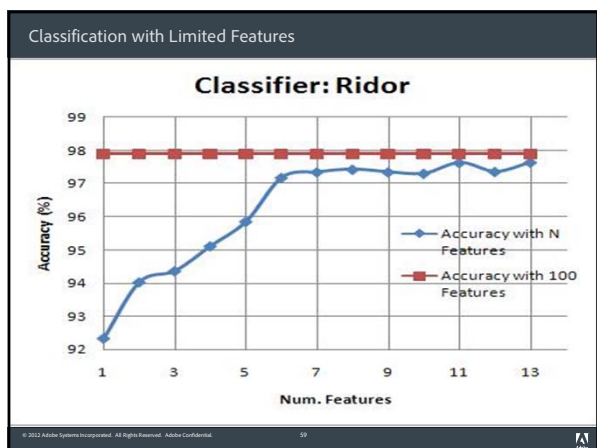 Classification with Limited Features
Classifier: Ridor
99
98
97
96
95
94
93
92
Accuracy (%)
1 3 5 7 9 11 13
Num. Features
Accuracy with N
Features
Accuracy with 100
Features
© 2012 Adobe Systems Incorporated. All Rights Reserved. Adobe Confidential.
59